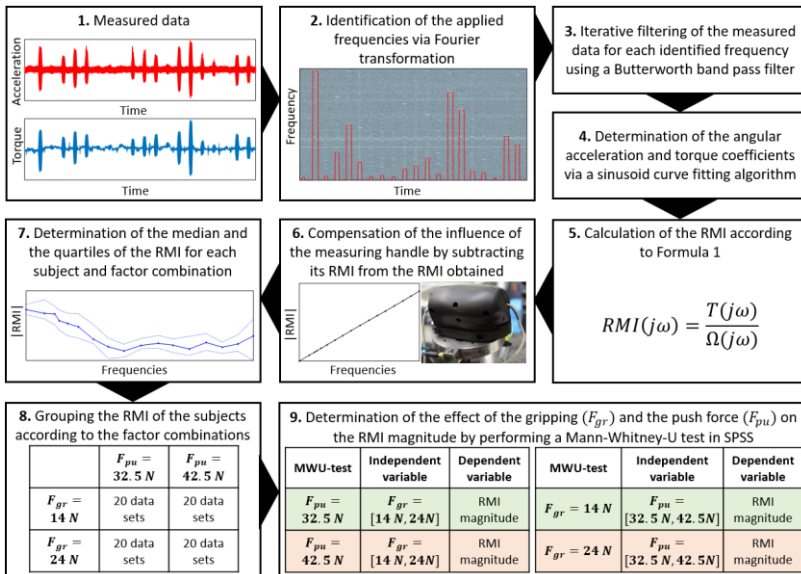 1. Measured data
Acceleration
Time
Torque
Time
2. Identification of the applied
frequencies via Fourier
transformation
Frequency
Time
3. Iterative filtering of the
measured data for each identified frequency
using a Butterworth band pass filter
4. Determination of the angular
acceleration and torque coefficients
via a sinusoid curve fitting algorithm
5. Calculation of the RMI according
to Formula 1
RMI(jω) = T(jω) / Ω(jω)
6. Compensation of the influence of
the measuring handle by subtracting
its RMI from the RMI obtained
|RMI|
Frequencies
7. Determination of the median and
the quartiles of the RMI for each
subject and factor combination
|RMI|
Frequencies
8. Grouping the RMI of the subjects
according to the factor combinations
F_pu = 32.5 N F_pu = 42.5 N
F_gr = 14 N 20 data sets 20 data sets
F_gr = 24 N 20 data sets 20 data sets
9. Determination of the effect of the gripping (F_gr) and the push force (F_pu) on
the RMI magnitude by performing a Mann-Whitney-U test in SPSS
MWU-test Independent variable Dependent variable
F_pu = 32.5 N F_gr = [14 N, 24N] RMI magnitude
F_pu = 42.5 N F_gr = [14 N, 24N] RMI magnitude
MWU-test Independent variable Dependent variable
F_gr = 14 N F_pu = [32.5 N, 42.5N] RMI magnitude
F_gr = 24 N F_pu = [32.5 N, 42.5N] RMI magnitude